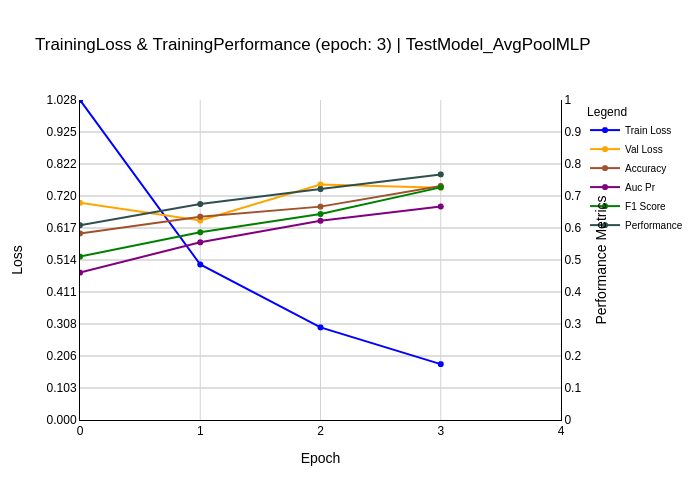 TrainingLoss & TrainingPerformance (epoch: 3) | TestModel_AvgPoolMLP
1.028
0.925
0.822
0.720
0.617
0.514
0.411
0.308
0.206
0.103
0.000
Loss
0
1
2
3
4
Epoch
1
0.9
0.8
0.7
0.6
0.5
0.4
0.3
0.2
0.1
0
Performance Metrics
Legend
Train Loss
Val Loss
Accuracy
Auc Pr
F1 Score
Performance